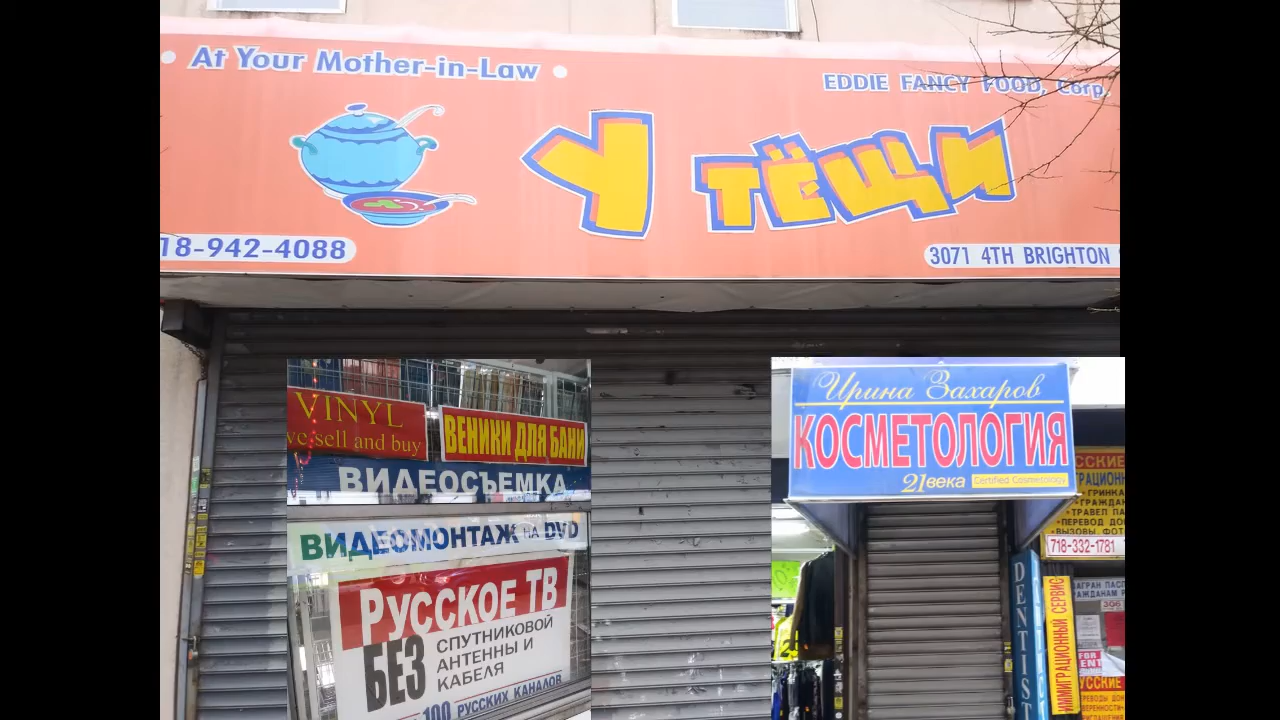 At Your Mother-in-Law
EDDIE FANCY FOOD, Corp.
У тёщи
18-942-4088
3071 4TH BRIGHTON
VINYL
we sell and buy
ВЕНИКИ ДЛЯ БАНИ
ВИДЕОСЪЕМКА
ВИДЕОМОНТАЖ НА DVD
РУССКОЕ ТВ
БЕЗ
СПУТНИКОВОЙ
АНТЕННЫ И
КАБЕЛЯ
100 РУССКИХ КАНАЛОВ
Ирина Захаров
КОСМЕТОЛОГИЯ
21 века
Certified Cosmetology
718-332-1781
DENTIST
ИММИГРАЦИОННЫЙ СЕРВИС
FOR